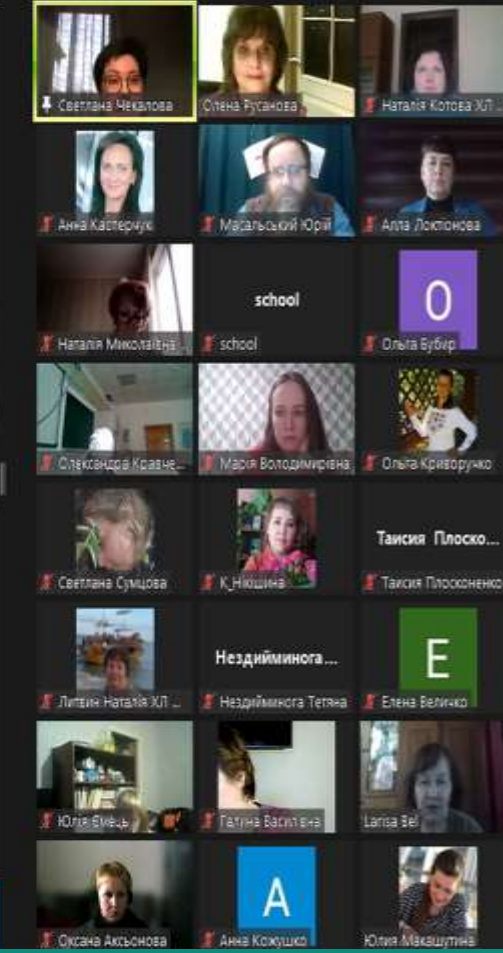 Светлана Чекалова
Олена Русанова
Наталія Котова ХЛ
Анна Кастерчук
Масальський Юрій
Алла Локтіонова
Наталія Миколаївна ...
school
school
О
Ольга Бубир
Олександра Кравче...
Марія Володимирівна
Ольга Криворучко
Светлана Сумцова
К_Нікішина
Таисия Плоско...
Таисия Плосконенко
Литвин Наталія ХЛ ...
Нездийминога...
Нездийминога Тетяна
Е
Елена Величко
Юлія Ємець
Галина Василівна
Larisa Bel
Оксана Аксьонова
А
Анна Кожушко
Юлия Макашутина